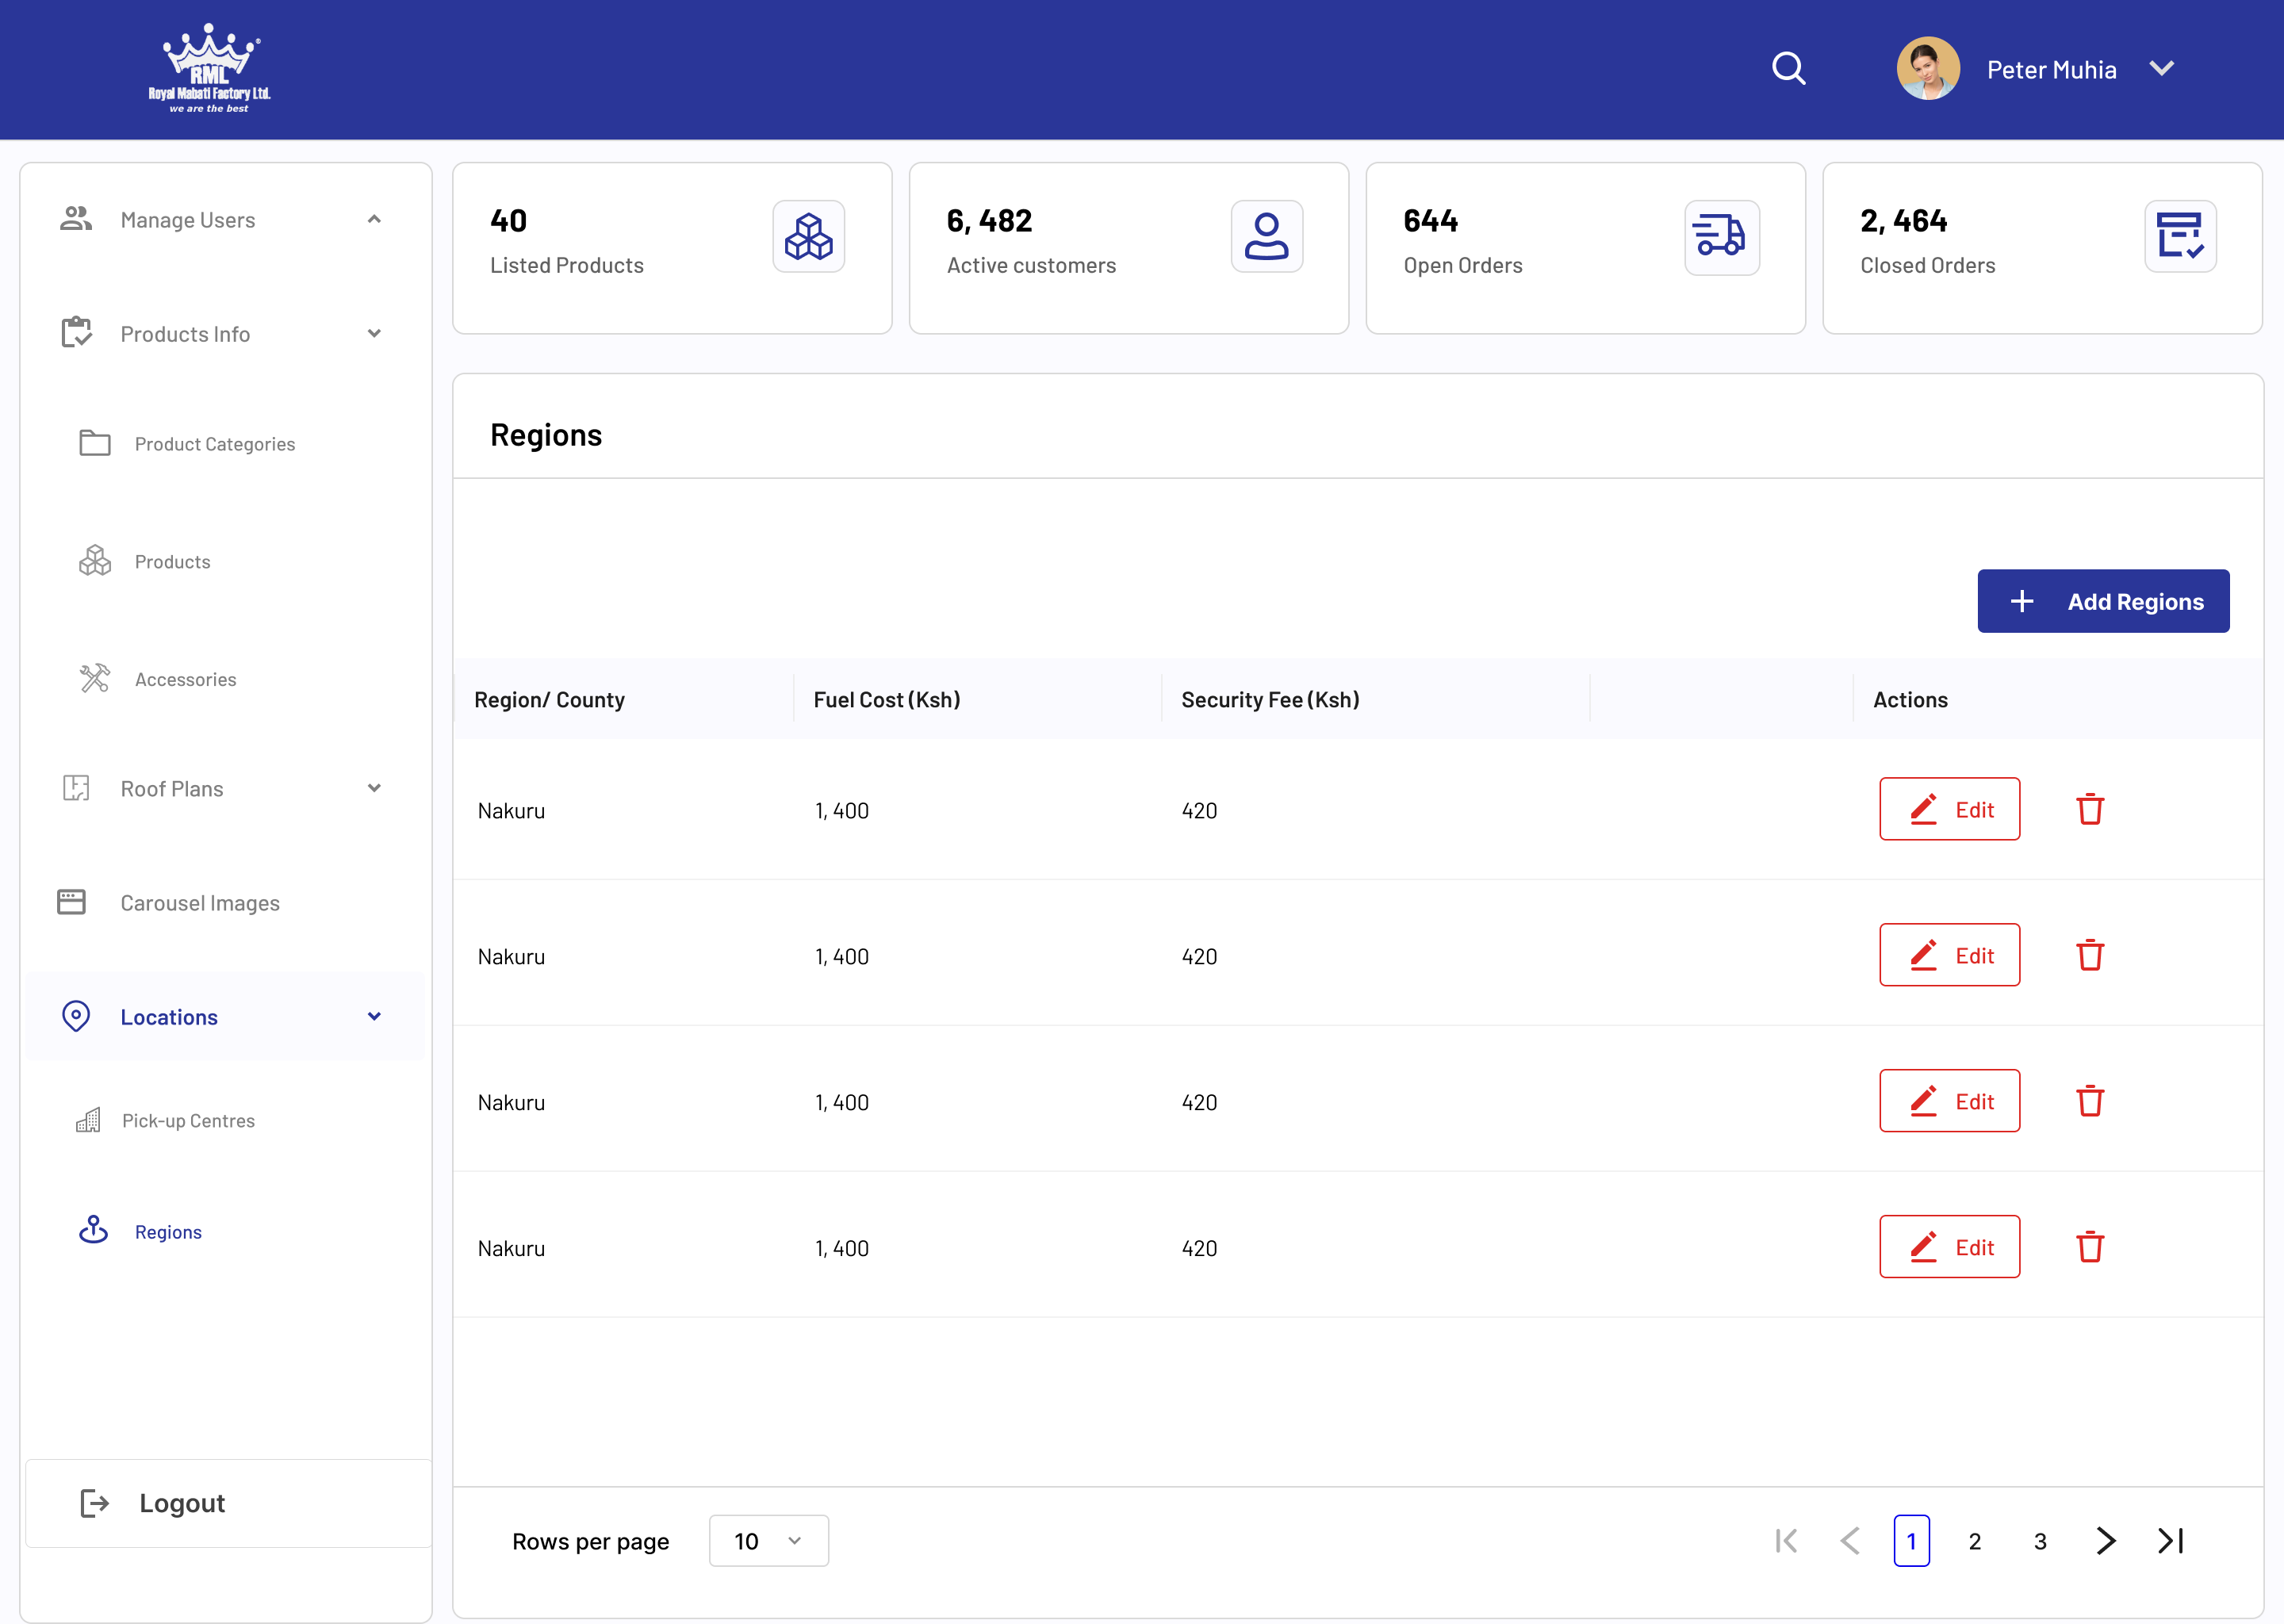 RML
Royal Mabati Factory Ltd.
we are the best
Peter Muhia
Manage Users
Products Info
Product Categories
Products
Accessories
Roof Plans
Carousel Images
Locations
Pick-up Centres
Regions
Logout
40
Listed Products
6, 482
Active customers
644
Open Orders
2, 464
Closed Orders
Regions
Add Regions
Region/ County Fuel Cost (Ksh) Security Fee (Ksh) Actions
Nakuru 1, 400 420 Edit
Nakuru 1, 400 420 Edit
Nakuru 1, 400 420 Edit
Nakuru 1, 400 420 Edit
Rows per page 10 1 2 3